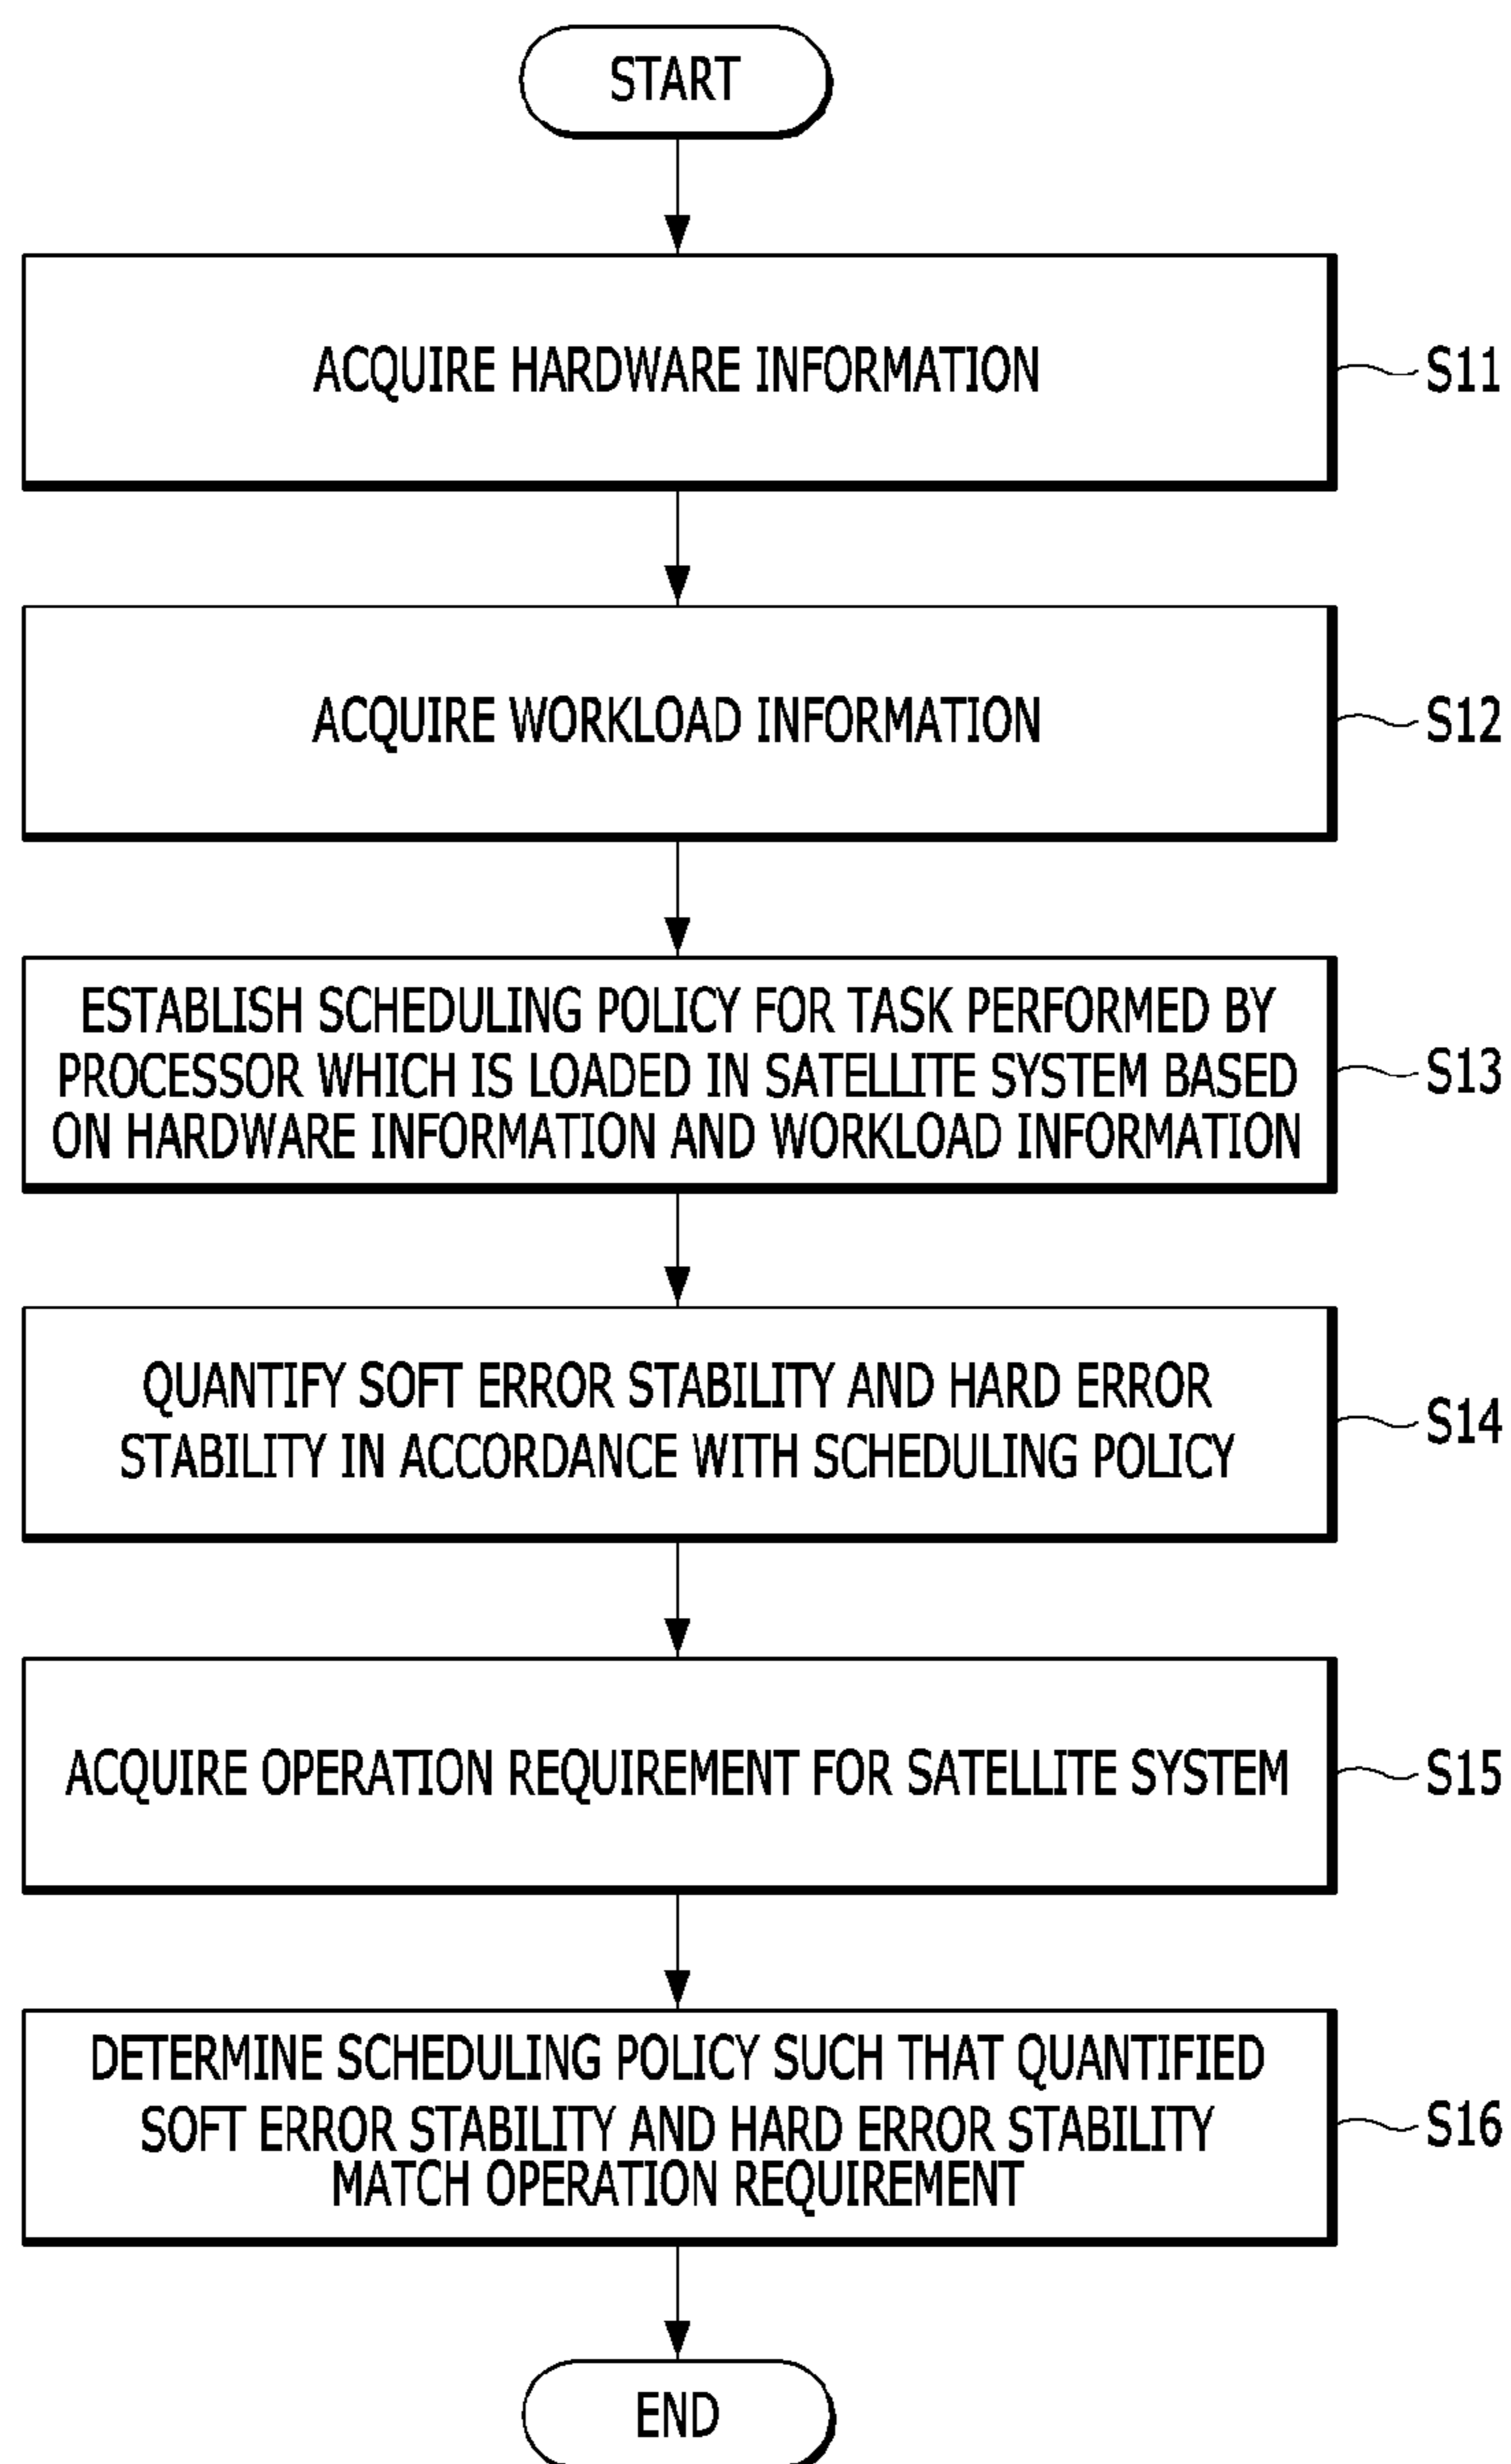 START
ACQUIRE HARDWARE INFORMATION
S11
ACQUIRE WORKLOAD INFORMATION
S12
ESTABLISH SCHEDULING POLICY FOR TASK PERFORMED BY
PROCESSOR WHICH IS LOADED IN SATELLITE SYSTEM BASED
ON HARDWARE INFORMATION AND WORKLOAD INFORMATION
S13
QUANTIFY SOFT ERROR STABILITY AND HARD ERROR
STABILITY IN ACCORDANCE WITH SCHEDULING POLICY
S14
ACQUIRE OPERATION REQUIREMENT FOR SATELLITE SYSTEM
S15
DETERMINE SCHEDULING POLICY SUCH THAT QUANTIFIED
SOFT ERROR STABILITY AND HARD ERROR STABILITY
MATCH OPERATION REQUIREMENT
S16
END